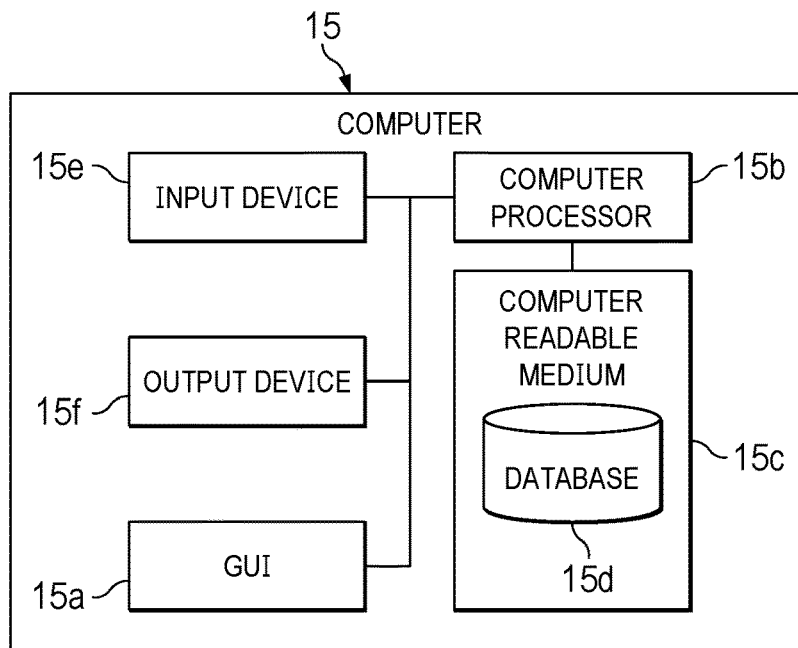 15
COMPUTER
15e
INPUT DEVICE
COMPUTER
PROCESSOR
15b
COMPUTER
READABLE
MEDIUM
OUTPUT DEVICE
15f
DATABASE
15c
15d
GUI
15a